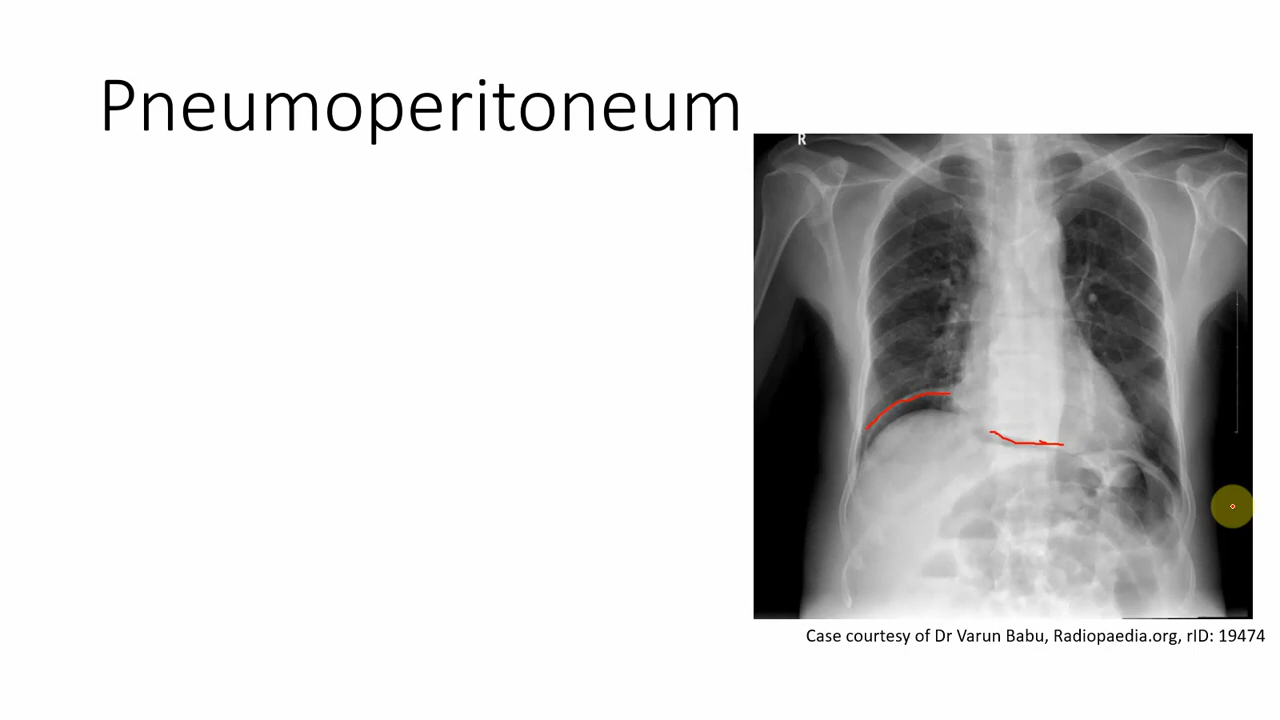 Pneumoperitoneum
R
Case courtesy of Dr Varun Babu, Radiopaedia.org, rID: 19474